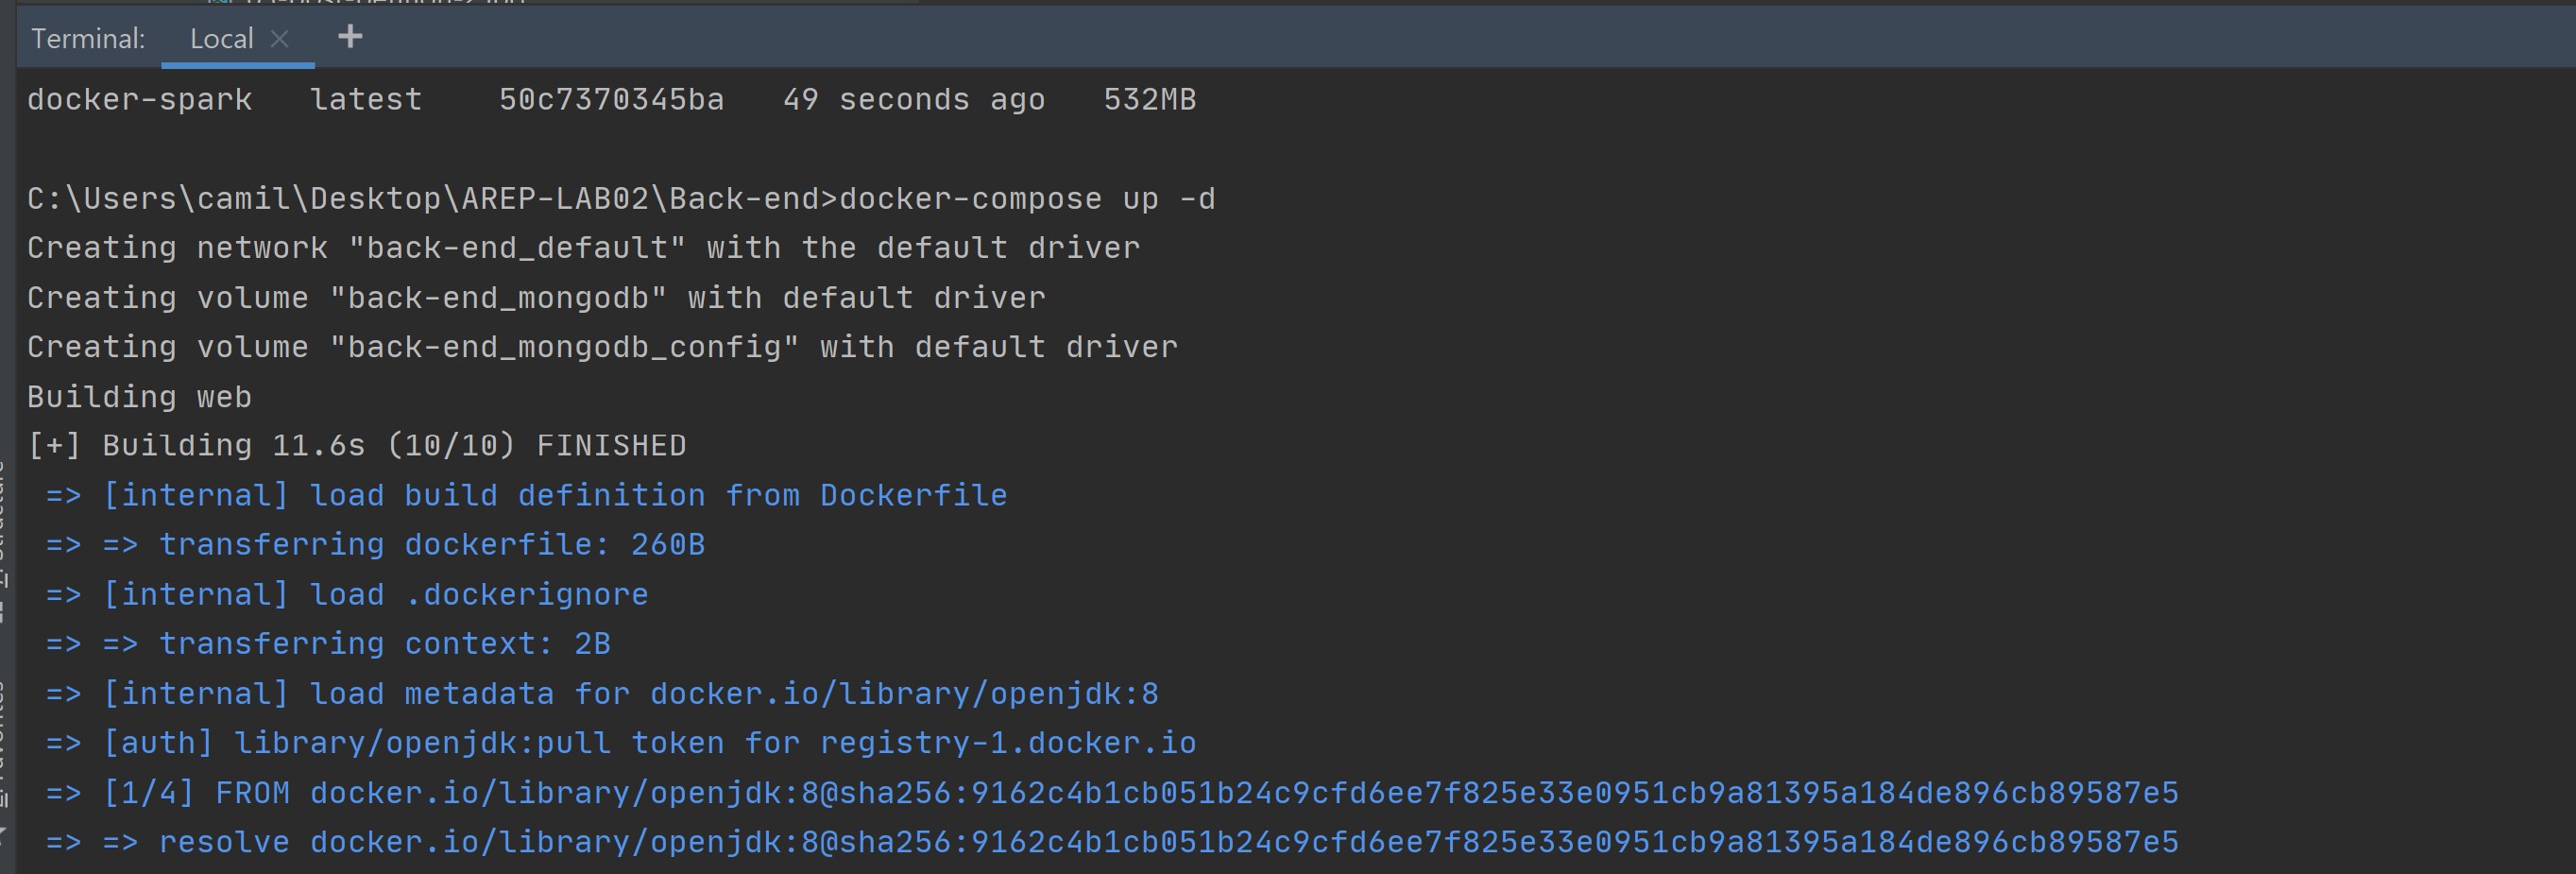 Terminal: Local
docker-spark latest 50c7370345ba 49 seconds ago 532MB
C:\Users\camil\Desktop\AREP-LAB02\Back-end>docker-compose up -d
Creating network "back-end_default" with the default driver
Creating volume "back-end_mongodb" with default driver
Creating volume "back-end_mongodb_config" with default driver
Building web
[+] Building 11.6s (10/10) FINISHED
=> [internal] load build definition from Dockerfile
=> => transferring dockerfile: 260B
=> [internal] load .dockerignore
=> => transferring context: 2B
=> [internal] load metadata for docker.io/library/openjdk:8
=> [auth] library/openjdk:pull token for registry-1.docker.io
=> [1/4] FROM docker.io/library/openjdk:8@sha256:9162c4b1cb051b24c9cfd6ee7f825e33e0951cb9a81395a184de896cb89587e5
=> => resolve docker.io/library/openjdk:8@sha256:9162c4b1cb051b24c9cfd6ee7f825e33e0951cb9a81395a184de896cb89587e5